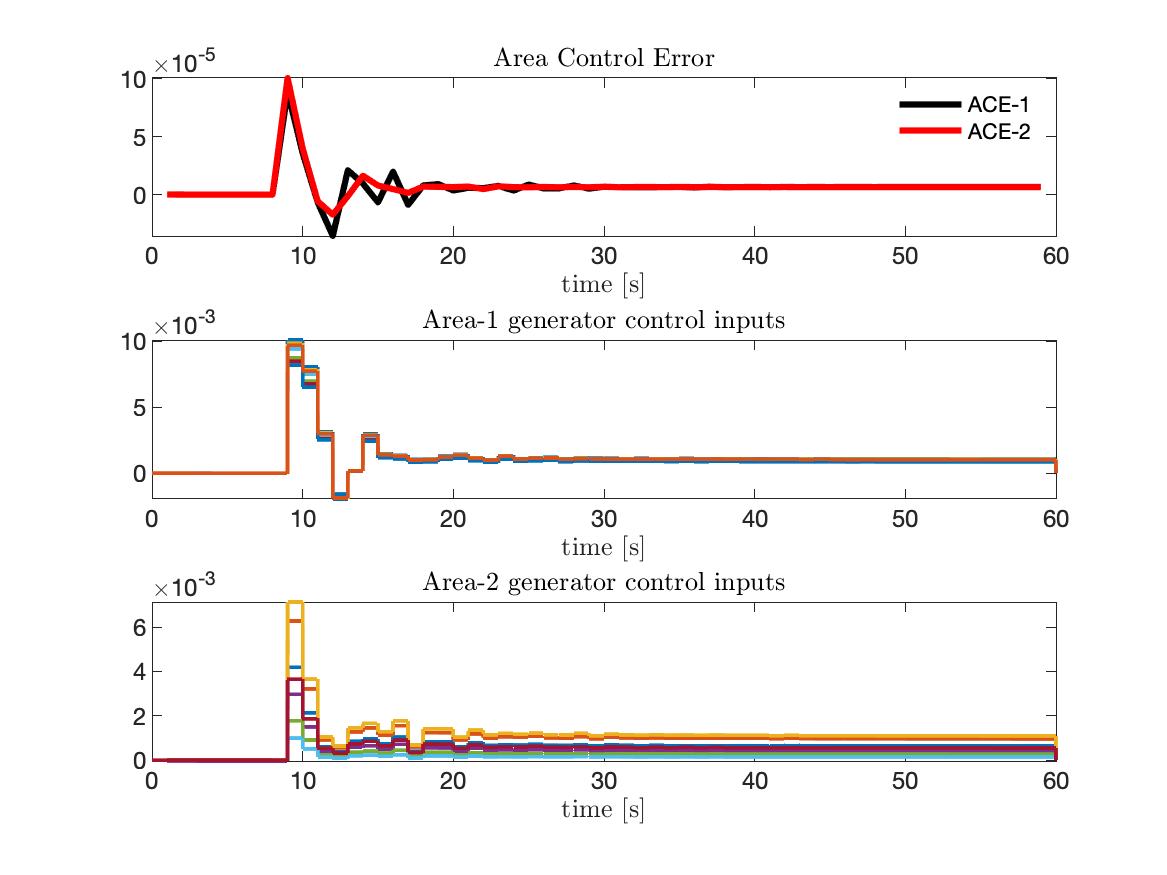 Area Control Error
×10-5
10
5
0
ACE-1
ACE-2
0 10 20 30 40 50 60
time [s]
Area-1 generator control inputs
×10-3
10
5
0
0 10 20 30 40 50 60
time [s]
Area-2 generator control inputs
×10-3
6
4
2
0
0 10 20 30 40 50 60
time [s]